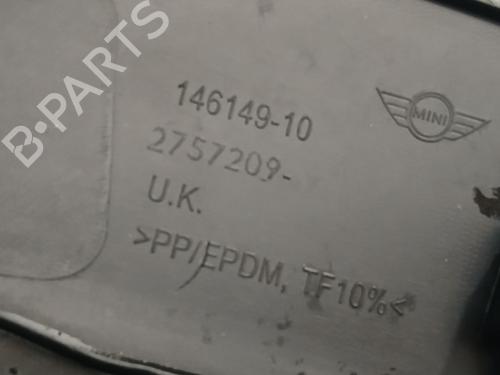 B-PARTS
146149-10
MINI
2757209-
U.K.
>PP/EPDM, TF10%<